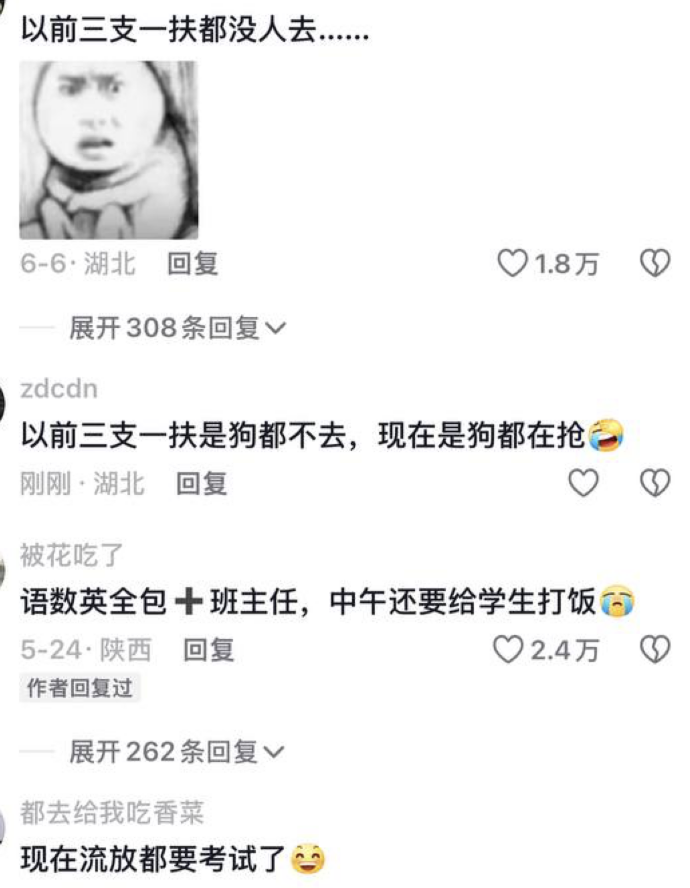 以前三支一扶都没人去......
6-6·湖北 回复 1.8万
展开308条回复
zdcdn
以前三支一扶是狗都不去，现在是狗都在抢🤣
刚刚·湖北 回复
被花吃了
语数英全包➕班主任，中午还要给学生打饭😭
5-24·陕西 回复 2.4万
作者回复过
展开262条回复
都去给我吃香菜
现在流放都要考试了😄